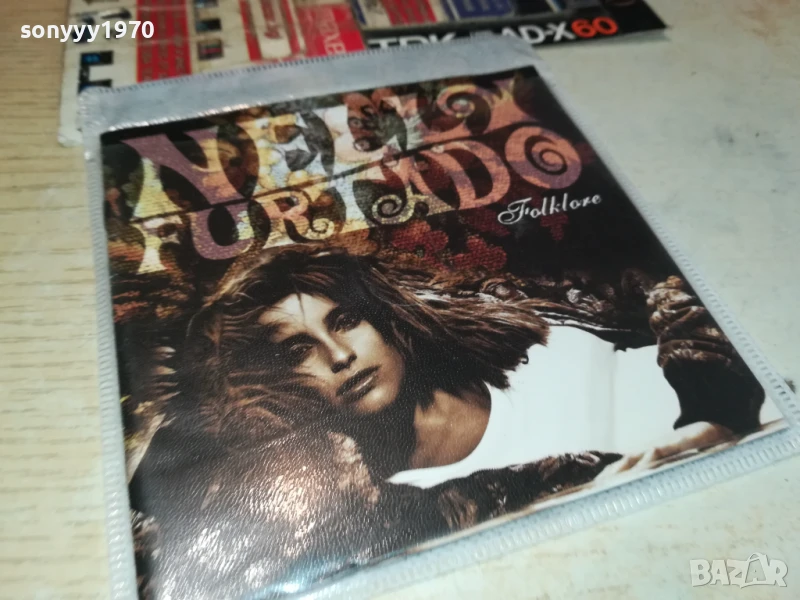 sonyyy1970
TDK AD-X60
NELLY
FURTADO
Folklore
BAZAR